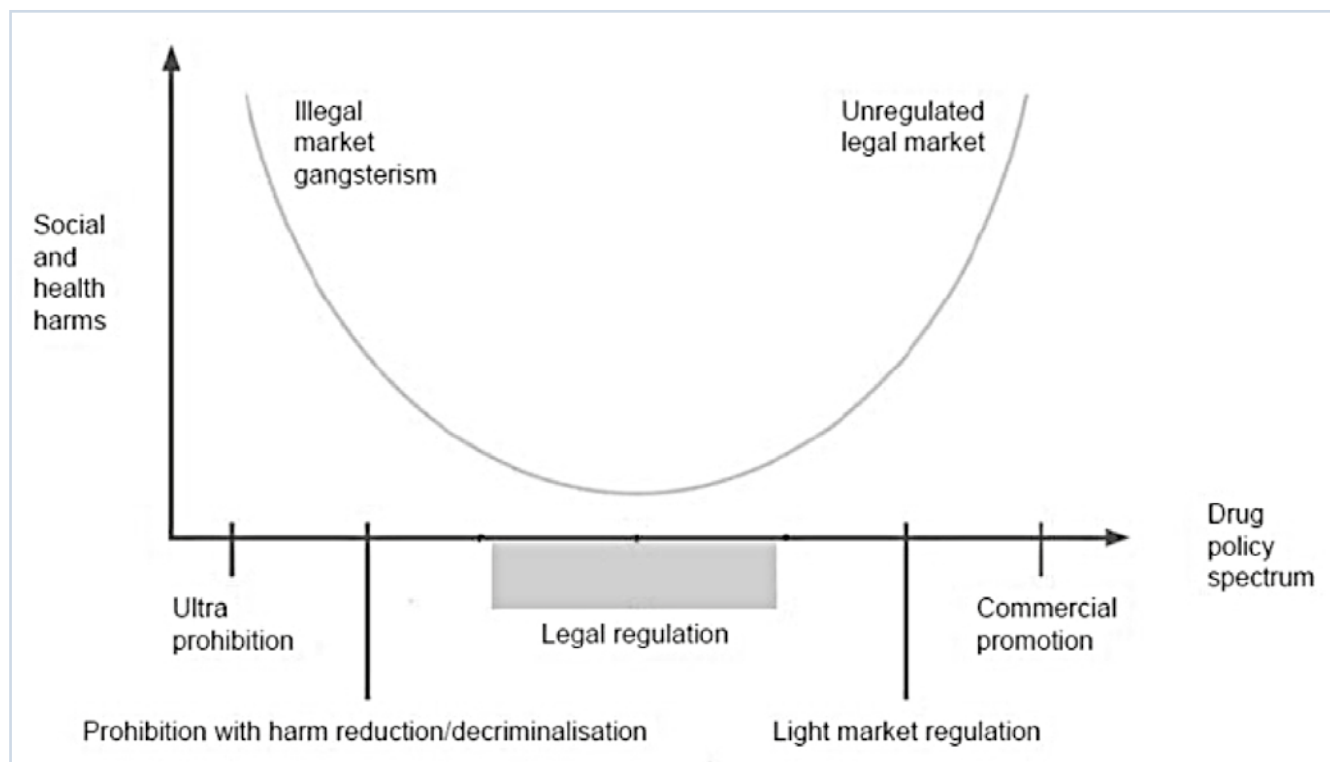 Illegal
market
gangsterism
Unregulated
legal market
Social
and
health
harms
Drug
policy
spectrum
Ultra
prohibition
Legal regulation
Commercial
promotion
Prohibition with harm reduction/decriminalisation
Light market regulation